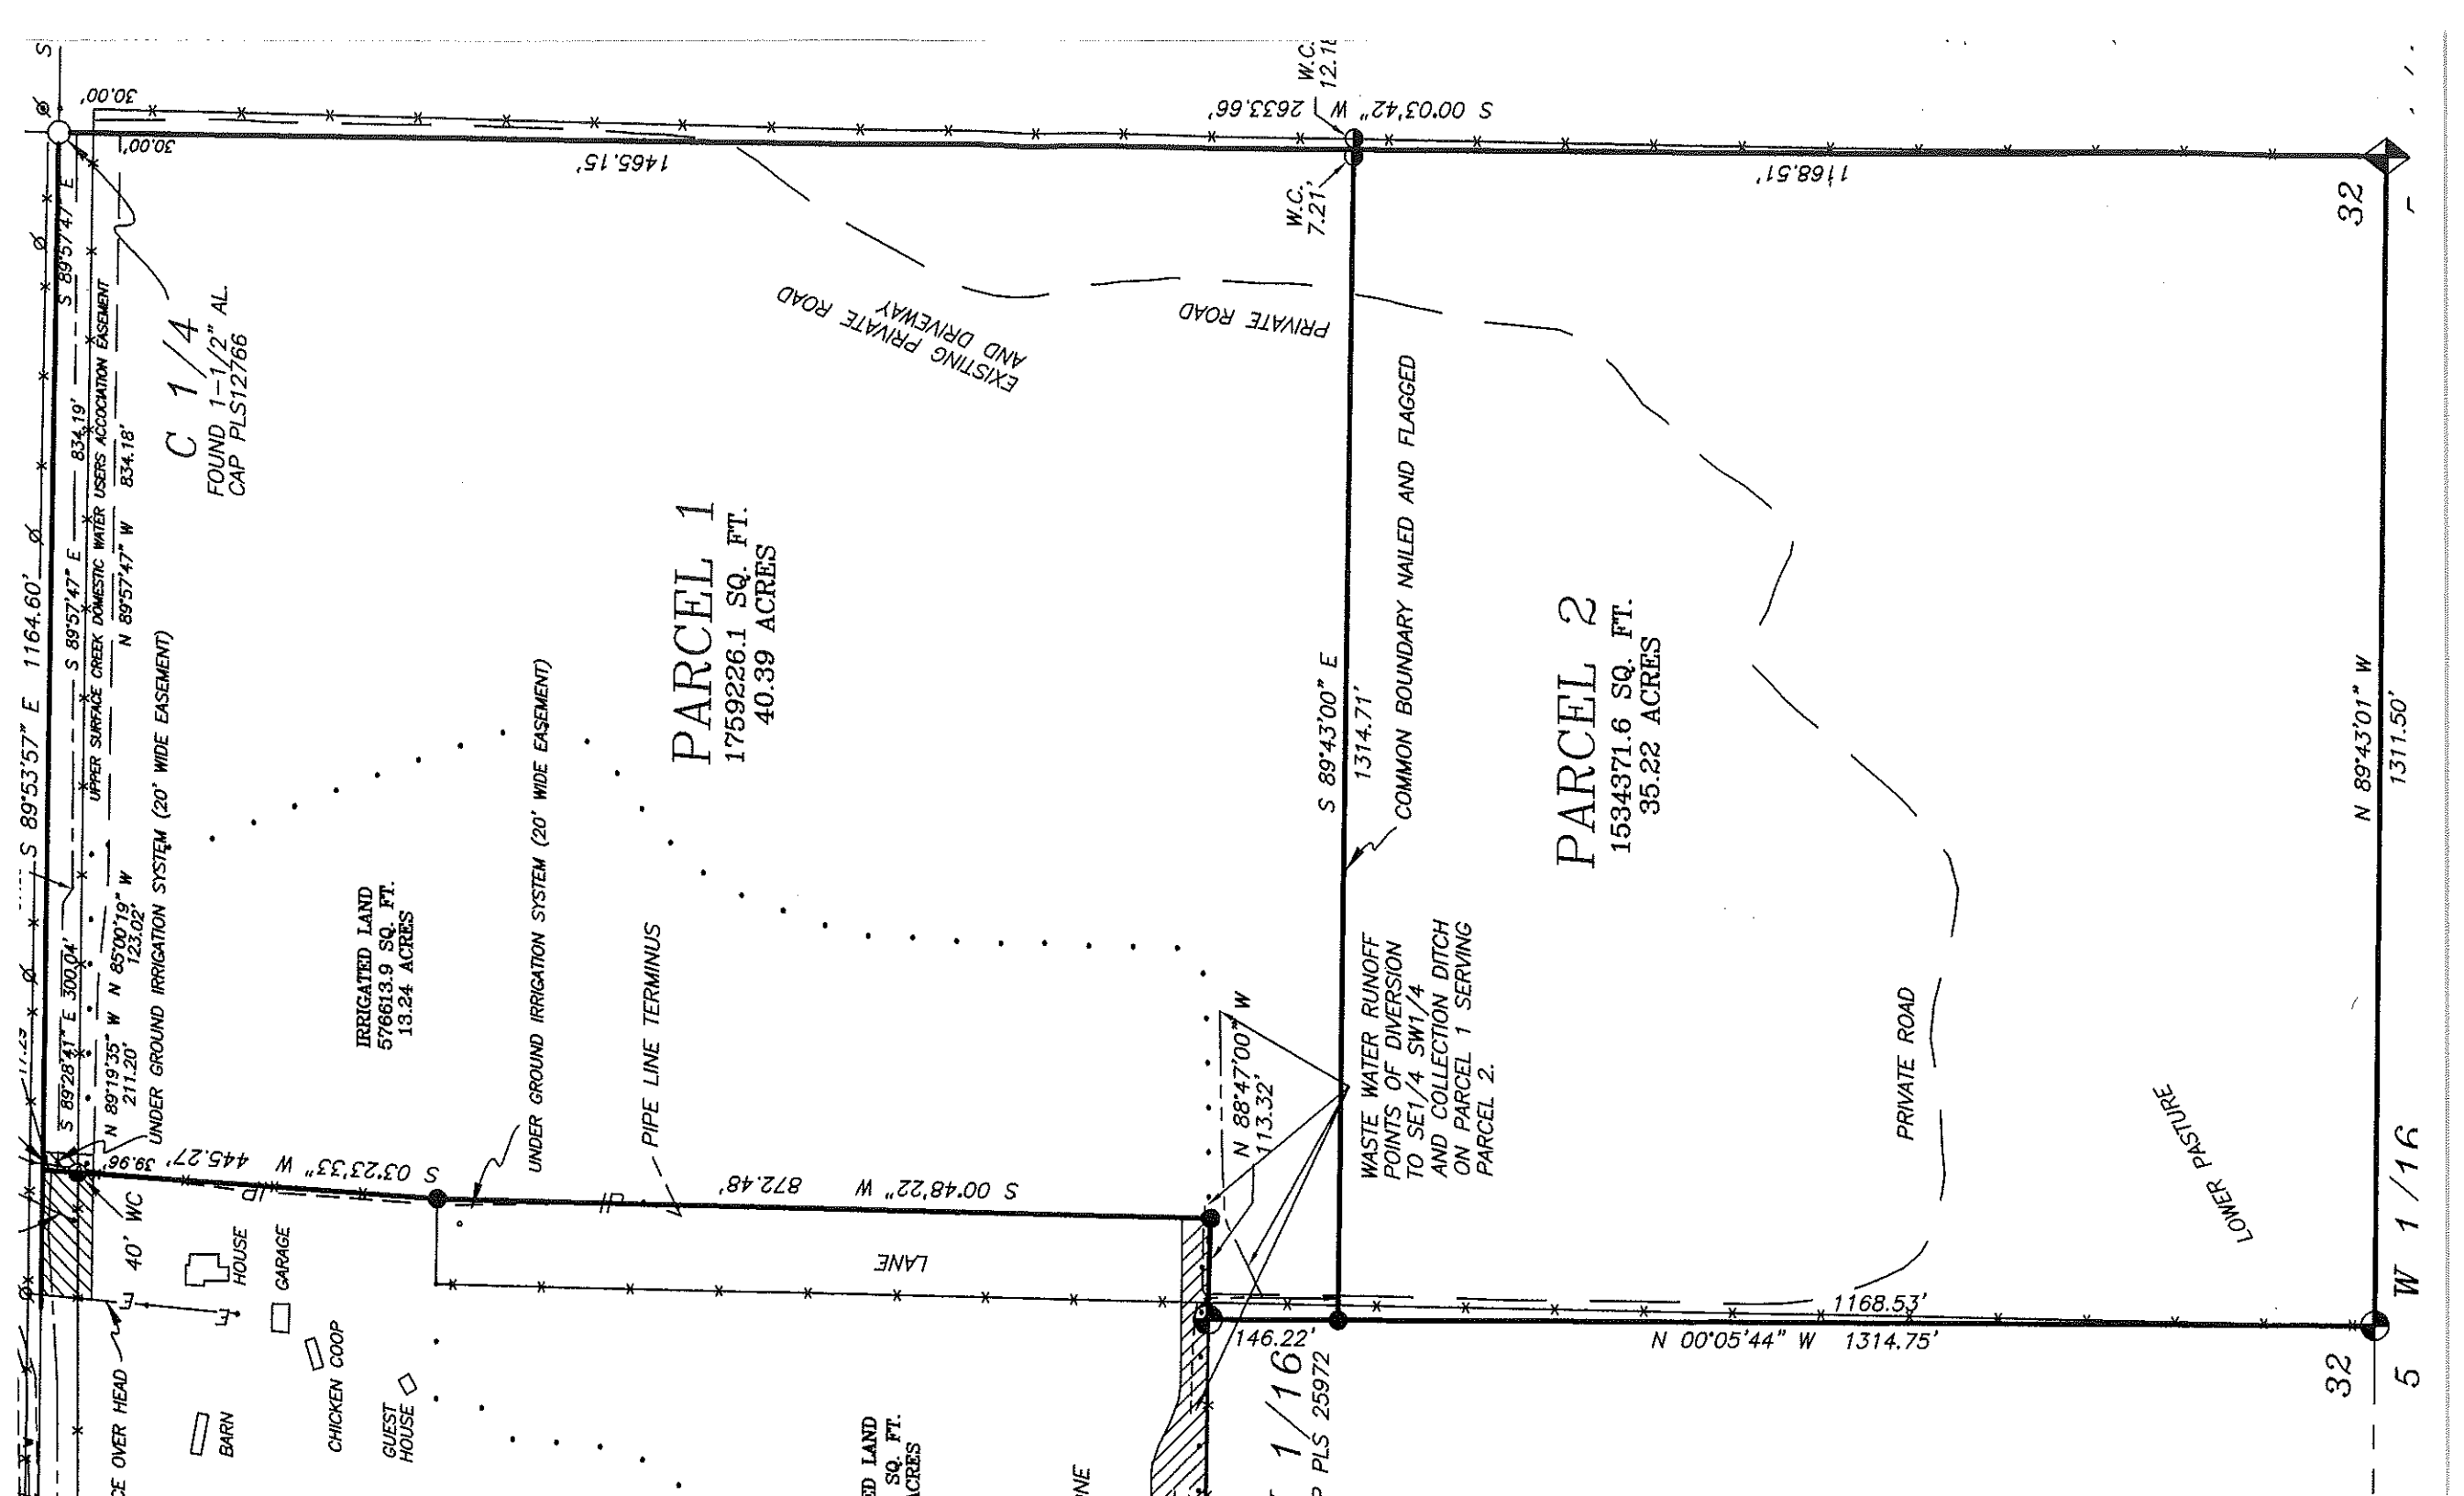 S
30.00'
30.00'
S 89°57'47" E
1465.15'
S 00°03'42" W 2633.66'
W.C.
W.C.
7.21'
1168.51'
32
C 1/4
FOUND 1-1/2" AL.
CAP PLS12766
EXISTING PRIVATE ROAD
AND DRIVEWAY
PRIVATE ROAD
S 89°53'57" E 1164.60'
S 89°57'47" E 834.19'
UPPER SURFACE CREEK DOMESTIC WATER USERS ACCOCIATION EASEMENT
N 89°57'47" W 834.18'
UNDER GROUND IRRIGATION SYSTEM (20' WIDE EASEMENT)
S 89°28'41" E 300.04'
N 89°19'35" W
211.20'
N 85°00'19" W
123.02'
PARCEL 1
1759226.1 SQ. FT.
40.39 ACRES
IRRIGATED LAND
576613.9 SQ. FT.
13.24 ACRES
UNDER GROUND IRRIGATION SYSTEM (20' WIDE EASEMENT)
PIPE LINE TERMINUS
S 89°43'00" E
1314.71'
COMMON BOUNDARY NAILED AND FLAGGED
PARCEL 2
1534371.6 SQ. FT.
35.22 ACRES
N 89°43'01" W
1311.50'
WASTE WATER RUNOFF
POINTS OF DIVERSION
TO SE1/4 SW1/4
AND COLLECTION DITCH
ON PARCEL 1 SERVING
PARCEL 2.
N 88°47'00" W
113.32'
PRIVATE ROAD
LOWER PASTURE
39.96'
S 03°23'33" W 445.27'
S 00°48'22" W 872.48'
40' WC
HOUSE
GARAGE
LANE
E
E
CHICKEN COOP
BARN
GUEST
HOUSE
OVER HEAD
146.22'
1168.53'
N 00°05'44" W 1314.75'
1/16
PLS 25972
LAND
SQ. FT.
ACRES
32
5
W 1/16